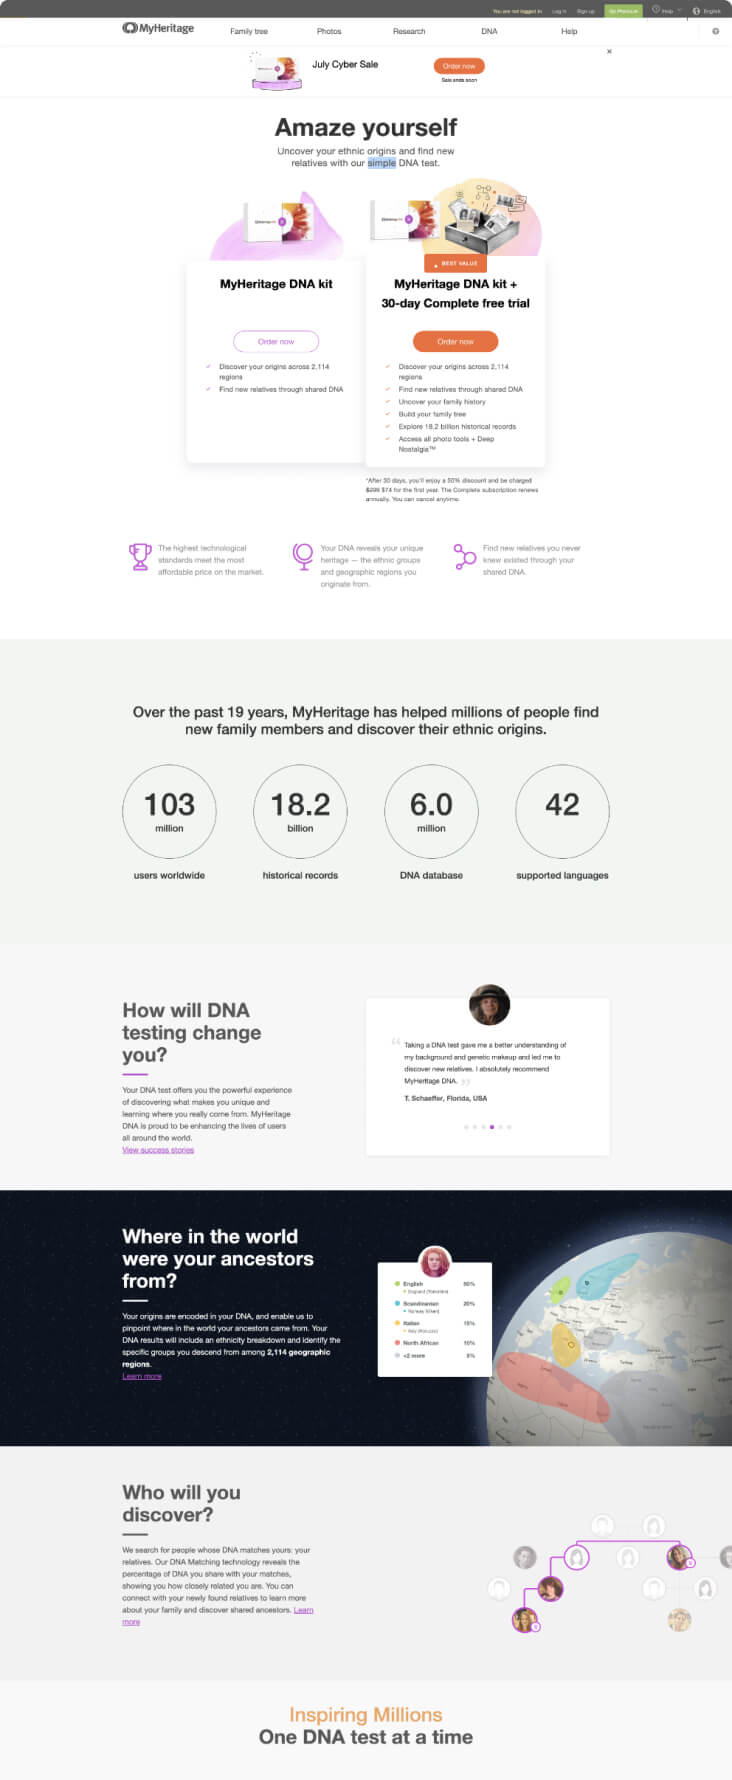 You are not logged in
Log in
Sign up
Go Premium
Help
English
MyHeritage
Family tree
Photos
Research
DNA
Help
July Cyber Sale
Order now
Sale ends soon
Amaze yourself
Uncover your ethnic origins and find new
relatives with our simple DNA test.
BEST VALUE
MyHeritage DNA kit
Order now
Discover your origins across 2,114
regions
Find new relatives through shared DNA
MyHeritage DNA kit +
30-day Complete free trial
Order now
Discover your origins across 2,114
regions
Find new relatives through shared DNA
Uncover your family history
Build your family tree
Explore 18.2 billion historical records
Access all photo tools + Deep
Nostalgia™
*After 30 days, you'll enjoy a 50% discount and be charged
$74 for the first year. The Complete subscription renews
annually. You can cancel anytime.
The highest technological
standards meet the most
affordable price on the market.
Your DNA reveals your unique
heritage — the ethnic groups
and geographic regions you
originate from.
Find new relatives you never
knew existed through your
shared DNA.
Over the past 19 years, MyHeritage has helped millions of people find
new family members and discover their ethnic origins.
103
million
users worldwide
18.2
billion
historical records
6.0
million
DNA database
42
supported languages
How will DNA
testing change
you?
Your DNA test offers you the powerful experience
of discovering what makes you unique and
learning where you really come from. MyHeritage
DNA is proud to be enhancing the lives of users
all around the world.
View success stories
“ Taking a DNA test gave me a better understanding of
my background and genetic makeup and led me to
discover new relatives. I absolutely recommend
MyHeritage DNA. ”
T. Schaeffer, Florida, USA
Where in the world
were your ancestors
from?
Your origins are encoded in your DNA, and enable us to
pinpoint where in the world your ancestors came from. Your
DNA results will include an ethnicity breakdown and identify the
specific groups you descend from among 2,114 geographic
regions.
Learn more
English 50%
Scandinavian 20%
Italian 15%
North African 10%
+2 more 5%
Turkey
Who will you
discover?
We search for people whose DNA matches yours: your
relatives. Our DNA Matching technology reveals the
percentage of DNA you share with your matches,
showing you how closely related you are. You can
connect with your newly found relatives to learn more
about your family and discover shared ancestors. Learn
more
Inspiring Millions
One DNA test at a time